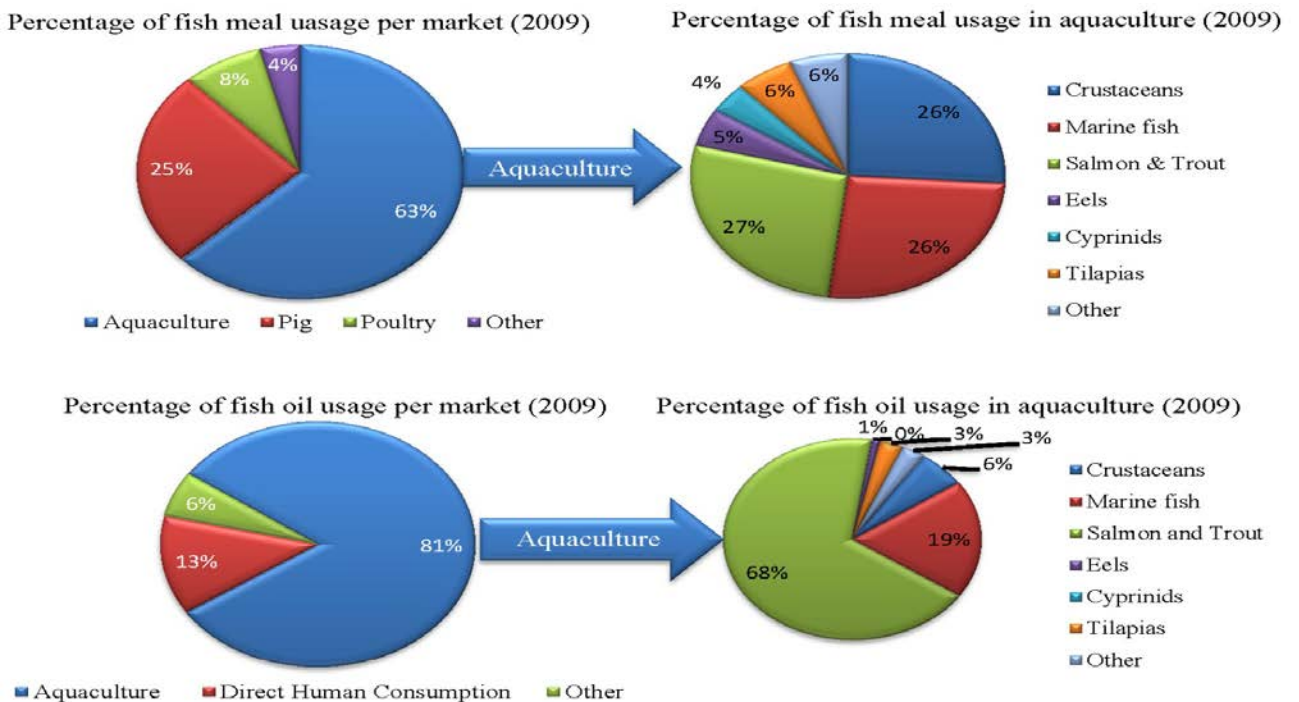 Percentage of fish meal uasage per market (2009)
4%
8%
25%
63%
Aquaculture Pig Poultry Other
Aquaculture
Percentage of fish meal usage in aquaculture (2009)
6%
6%
4%
5%
27%
26%
26%
Crustaceans
Marine fish
Salmon & Trout
Eels
Cyprinids
Tilapias
Other
Percentage of fish oil usage per market (2009)
6%
13%
81%
Aquaculture Direct Human Consumption Other
Aquaculture
Percentage of fish oil usage in aquaculture (2009)
1% 0% 3% 3%
6%
19%
68%
Crustaceans
Marine fish
Salmon and Trout
Eels
Cyprinids
Tilapias
Other